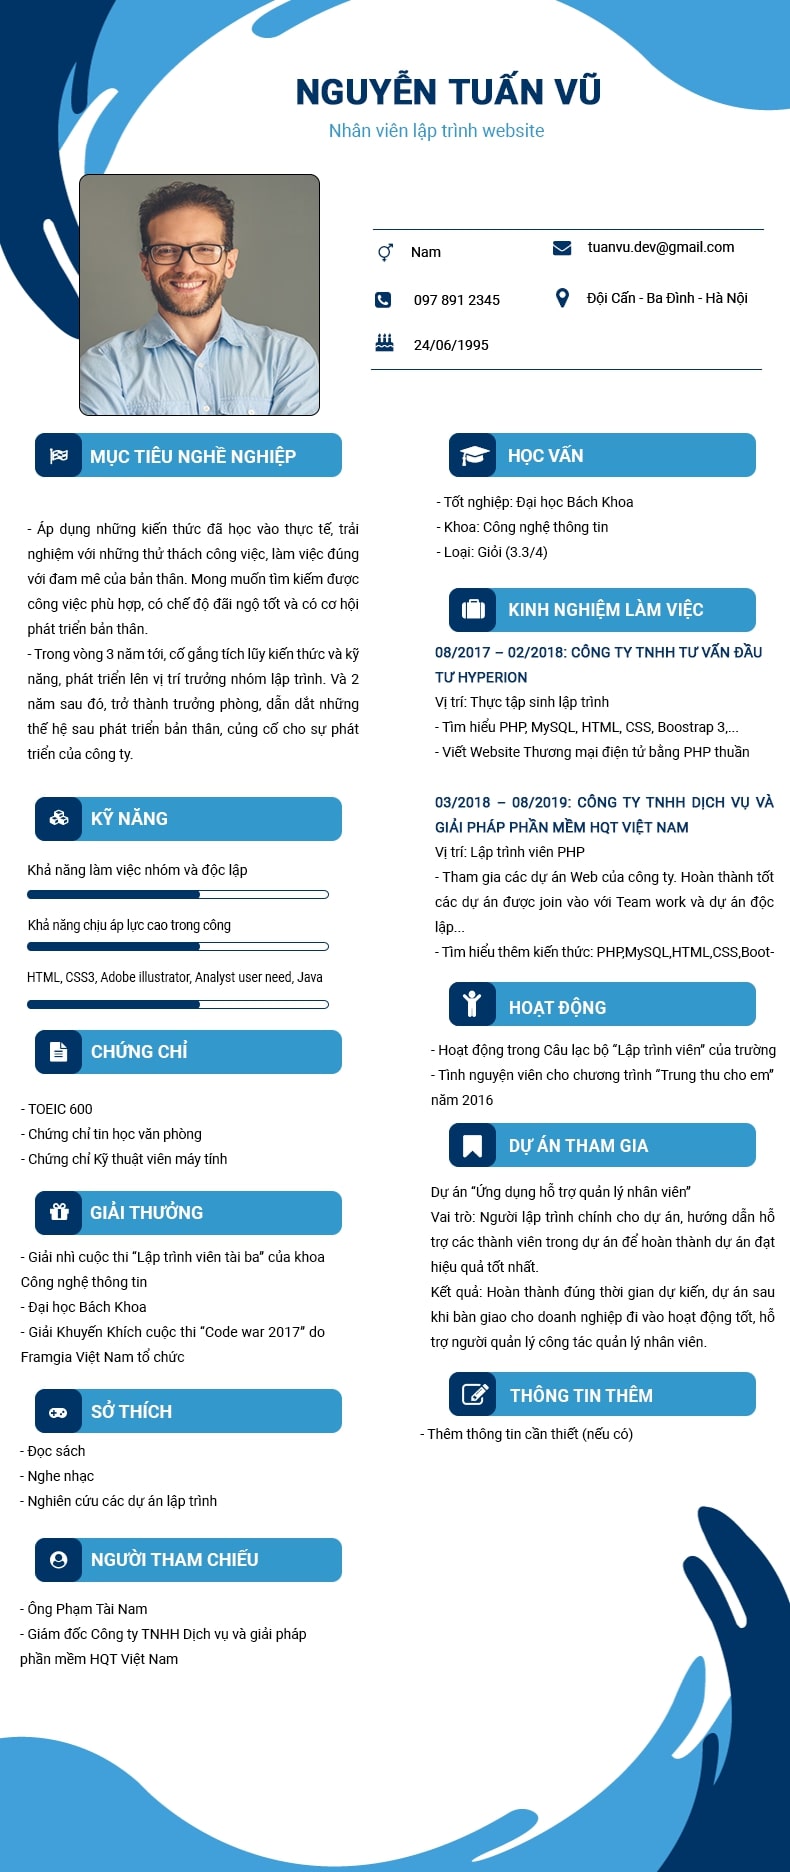 NGUYỄN TUẤN VŨ
Nhân viên lập trình website
Nam
tuanvu.dev@gmail.com
097 891 2345
Đội Cấn - Ba Đình - Hà Nội
24/06/1995
MỤC TIÊU NGHỀ NGHIỆP
- Áp dụng những kiến thức đã học vào thực tế, trải
nghiệm với những thử thách công việc, làm việc đúng
với đam mê của bản thân. Mong muốn tìm kiếm được
công việc phù hợp, có chế độ đãi ngộ tốt và có cơ hội
phát triển bản thân.
- Trong vòng 3 năm tới, cố gắng tích lũy kiến thức và kỹ
năng, phát triển lên vị trí trưởng nhóm lập trình. Và 2
năm sau đó, trở thành trưởng phòng, dẫn dắt những
thế hệ sau phát triển bản thân, củng cố cho sự phát
triển của công ty.
KỸ NĂNG
Khả năng làm việc nhóm và độc lập
Khả năng chịu áp lực cao trong công
HTML, CSS3, Adobe illustrator, Analyst user need, Java
CHỨNG CHỈ
- TOEIC 600
- Chứng chỉ tin học văn phòng
- Chứng chỉ Kỹ thuật viên máy tính
GIẢI THƯỞNG
- Giải nhì cuộc thi “Lập trình viên tài ba” của khoa
Công nghệ thông tin
- Đại học Bách Khoa
- Giải Khuyến Khích cuộc thi “Code war 2017” do
Framgia Việt Nam tổ chức
SỞ THÍCH
- Đọc sách
- Nghe nhạc
- Nghiên cứu các dự án lập trình
NGƯỜI THAM CHIẾU
- Ông Phạm Tài Nam
- Giám đốc Công ty TNHH Dịch vụ và giải pháp
phần mềm HQT Việt Nam
HỌC VẤN
- Tốt nghiệp: Đại học Bách Khoa
- Khoa: Công nghệ thông tin
- Loại: Giỏi (3.3/4)
KINH NGHIỆM LÀM VIỆC
08/2017 – 02/2018: CÔNG TY TNHH TƯ VẤN ĐẦU
TƯ HYPERION
Vị trí: Thực tập sinh lập trình
- Tìm hiểu PHP, MySQL, HTML, CSS, Boostrap 3,...
- Viết Website Thương mại điện tử bằng PHP thuần
03/2018 – 08/2019: CÔNG TY TNHH DỊCH VỤ VÀ
GIẢI PHÁP PHẦN MỀM HQT VIỆT NAM
Vị trí: Lập trình viên PHP
- Tham gia các dự án Web của công ty. Hoàn thành tốt
các dự án được join vào với Team work và dự án độc
lập...
- Tìm hiểu thêm kiến thức: PHP,MySQL,HTML,CSS,Boot-
HOẠT ĐỘNG
- Hoạt động trong Câu lạc bộ “Lập trình viên” của trường
- Tình nguyện viên cho chương trình “Trung thu cho em”
năm 2016
DỰ ÁN THAM GIA
Dự án “Ứng dụng hỗ trợ quản lý nhân viên”
Vai trò: Người lập trình chính cho dự án, hướng dẫn hỗ
trợ các thành viên trong dự án để hoàn thành dự án đạt
hiệu quả tốt nhất.
Kết quả: Hoàn thành đúng thời gian dự kiến, dự án sau
khi bàn giao cho doanh nghiệp đi vào hoạt động tốt, hỗ
trợ người quản lý công tác quản lý nhân viên.
THÔNG TIN THÊM
- Thêm thông tin cần thiết (nếu có)